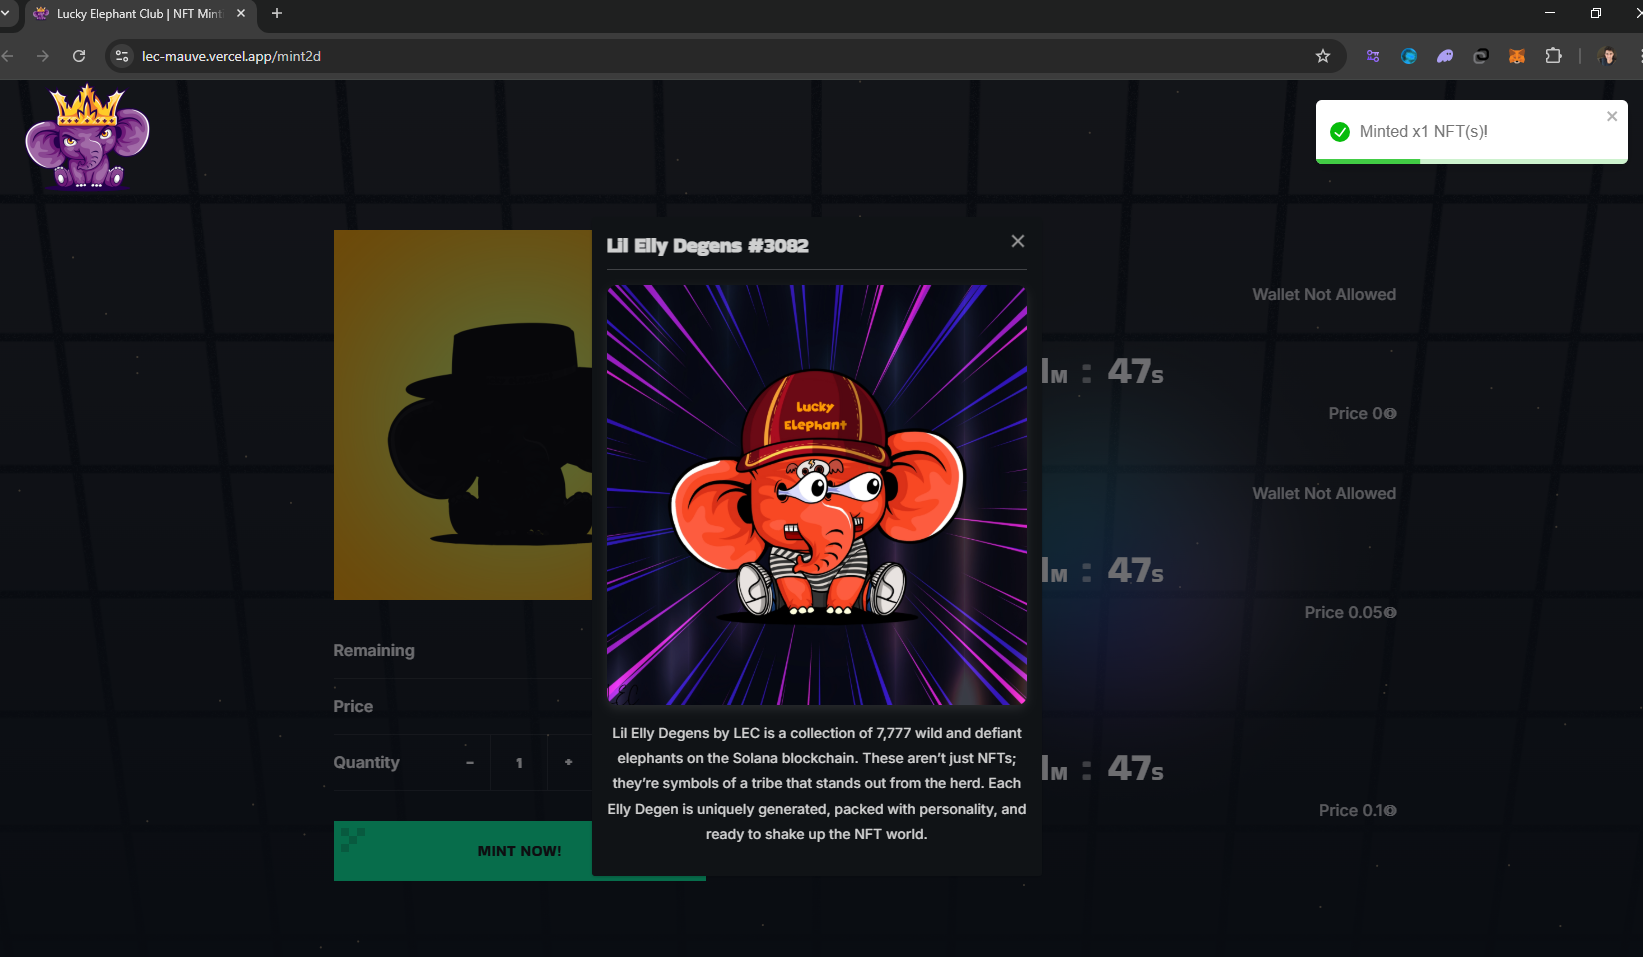 Lucky Elephant Club | NFT Mint
lec-mauve.vercel.app/mint2d
Minted x1 NFT(s)!
Lil Elly Degens #3082
Lucky
Elephant
Lil Elly Degens by LEC is a collection of 7,777 wild and defiant
elephants on the Solana blockchain. These aren’t just NFTs;
they’re symbols of a tribe that stands out from the herd. Each
Elly Degen is uniquely generated, packed with personality, and
ready to shake up the NFT world.
Remaining
Price
Quantity - 1 +
MINT NOW!
Wallet Not Allowed
M : 47S
Price 0
Wallet Not Allowed
M : 47S
Price 0.05
M : 47S
Price 0.1